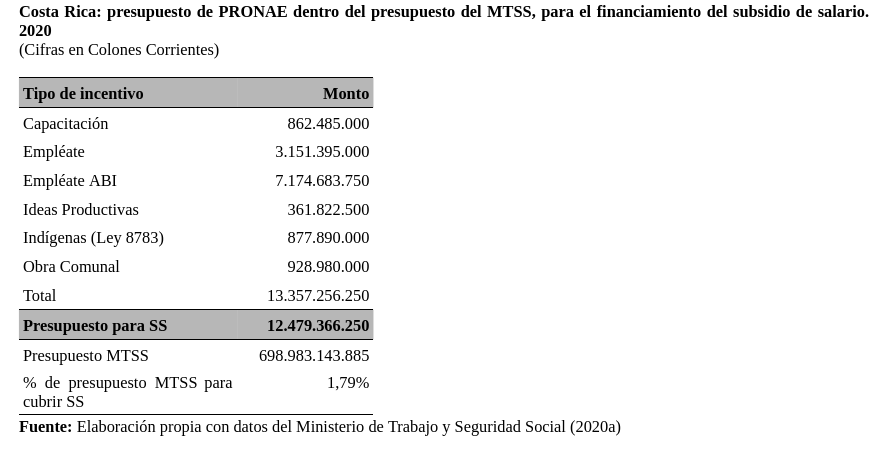 Costa Rica: presupuesto de PRONAE dentro del presupuesto del MTSS, para el financiamiento del subsidio de salario.
2020
(Cifras en Colones Corrientes)
Tipo de incentivo Monto
Capacitación 862.485.000
Empléate 3.151.395.000
Empléate ABI 7.174.683.750
Ideas Productivas 361.822.500
Indígenas (Ley 8783) 877.890.000
Obra Comunal 928.980.000
Total 13.357.256.250
Presupuesto para SS 12.479.366.250
Presupuesto MTSS 698.983.143.885
% de presupuesto MTSS para 1,79%
cubrir SS
Fuente: Elaboración propia con datos del Ministerio de Trabajo y Seguridad Social (2020a)